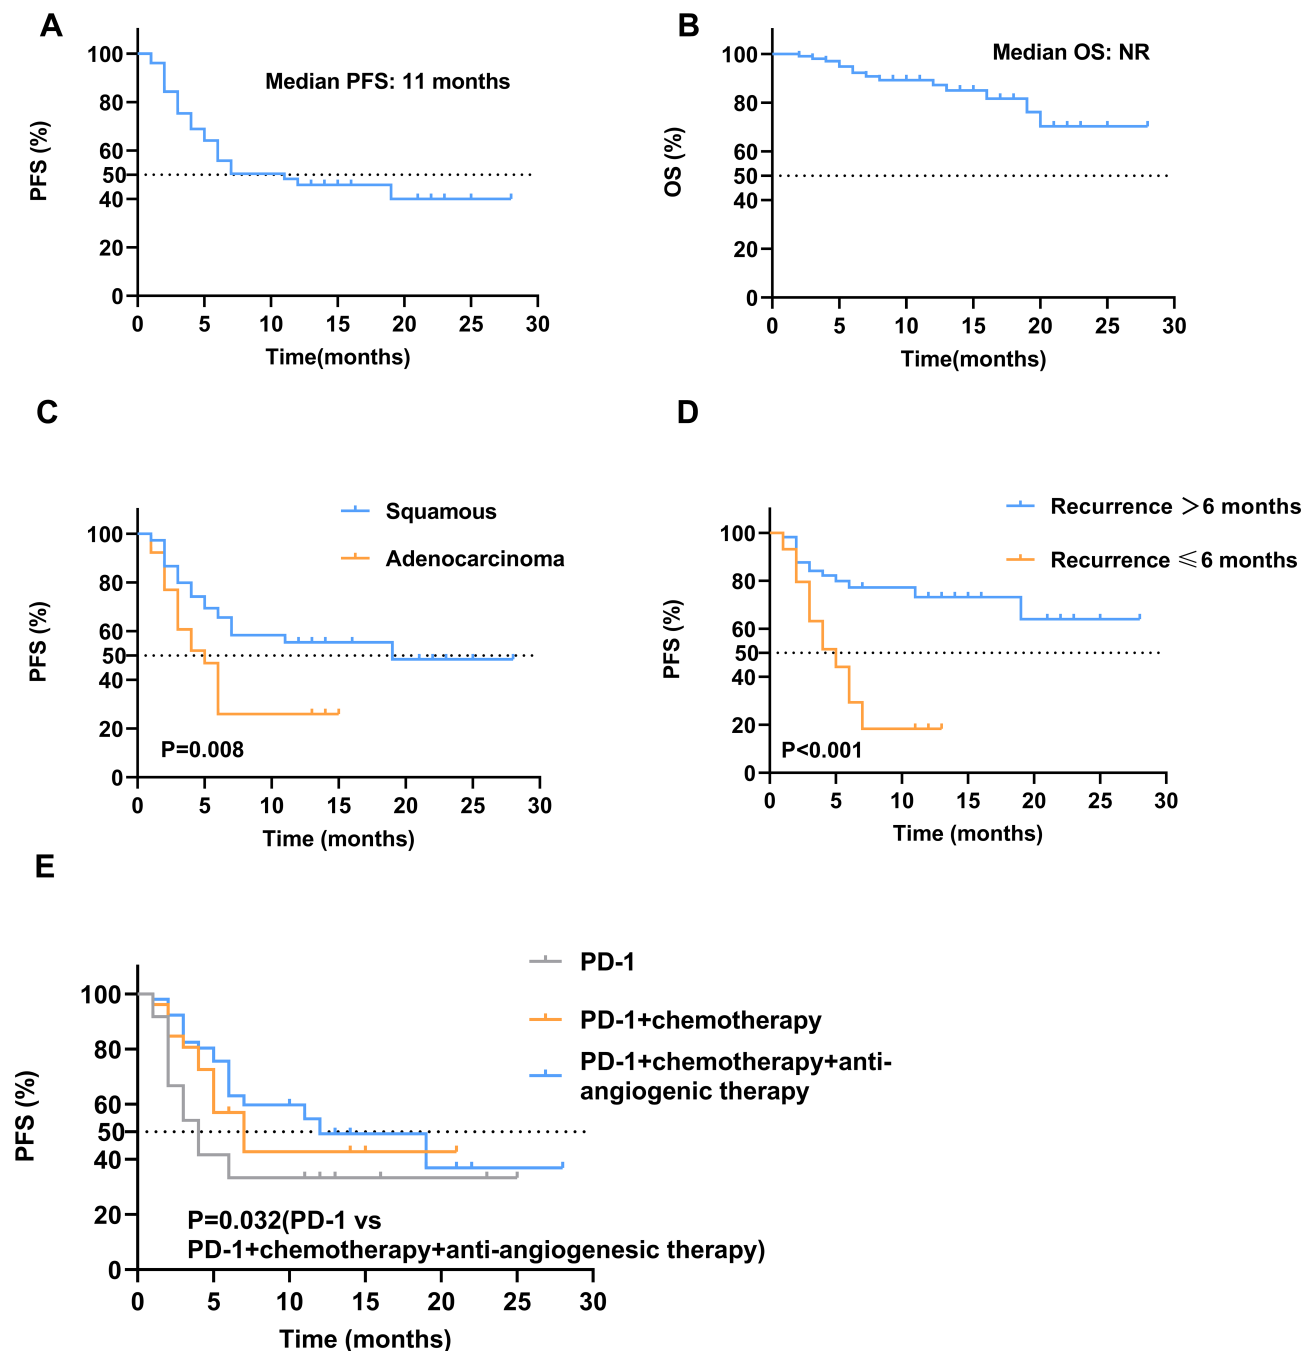 A
Median PFS: 11 months
PFS (%)
100
80
60
50
40
20
0
0 5 10 15 20 25 30
Time(months)
B
Median OS: NR
OS (%)
100
80
60
50
40
20
0
0 5 10 15 20 25 30
Time(months)
C
Squamous
Adenocarcinoma
PFS (%)
100
80
60
50
40
20
0
P=0.008
0 5 10 15 20 25 30
Time (months)
D
Recurrence ＞6 months
Recurrence ≤6 months
PFS (%)
100
80
60
50
40
20
0
P<0.001
0 5 10 15 20 25 30
Time (months)
E
PD-1
PD-1+chemotherapy
PD-1+chemotherapy+anti-
angiogenic therapy
PFS (%)
100
80
60
50
40
20
0
P=0.032(PD-1 vs
PD-1+chemotherapy+anti-angiogenesic therapy)
0 5 10 15 20 25 30
Time (months)